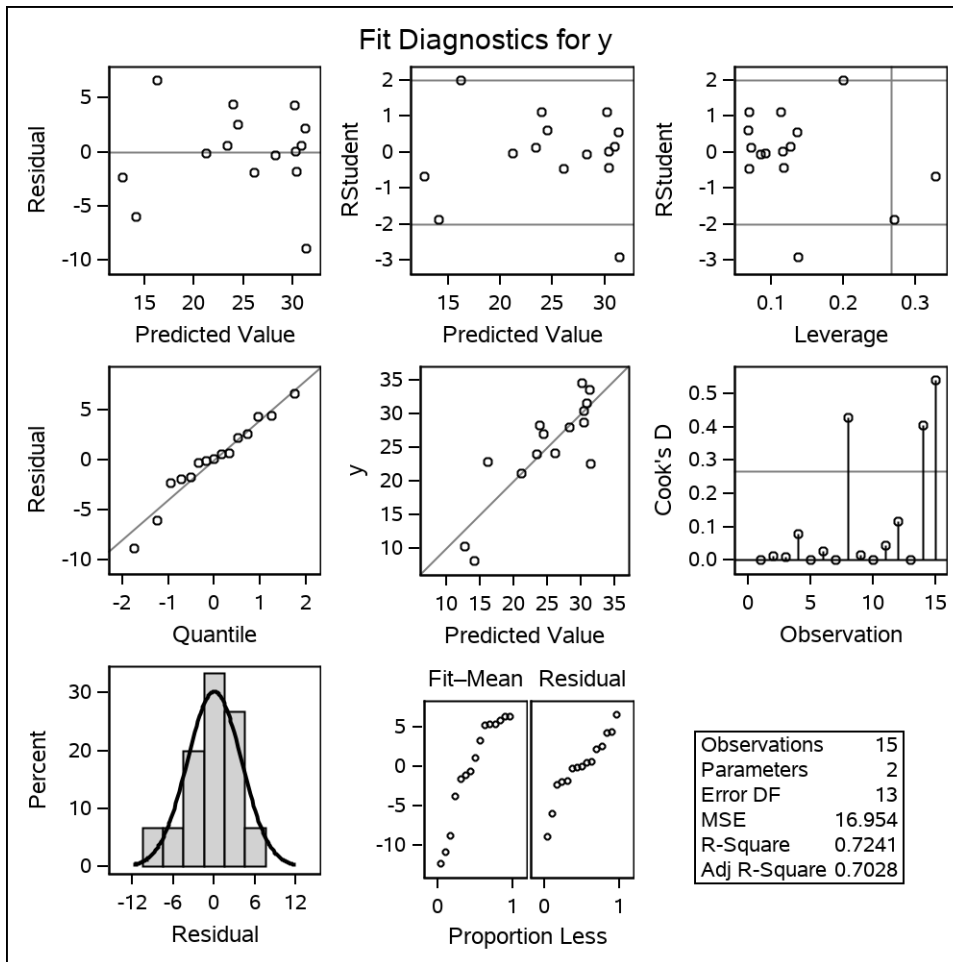 Fit Diagnostics for y
Residual
5
0
-5
-10
15 20 25 30
Predicted Value
RStudent
2
1
0
-1
-2
-3
15 20 25 30
Predicted Value
RStudent
2
1
0
-1
-2
-3
0.1 0.2 0.3
Leverage
Residual
5
0
-5
-10
-2 -1 0 1 2
Quantile
y
35
30
25
20
15
10
10 15 20 25 30 35
Predicted Value
Cook's D
0.5
0.4
0.3
0.2
0.1
0.0
0 5 10 15
Observation
Percent
30
20
10
0
-12 -6 0 6 12
Residual
Fit–Mean Residual
5
0
-5
-10
0 1 0 1
Proportion Less
Observations 15
Parameters 2
Error DF 13
MSE 16.954
R-Square 0.7241
Adj R-Square 0.7028